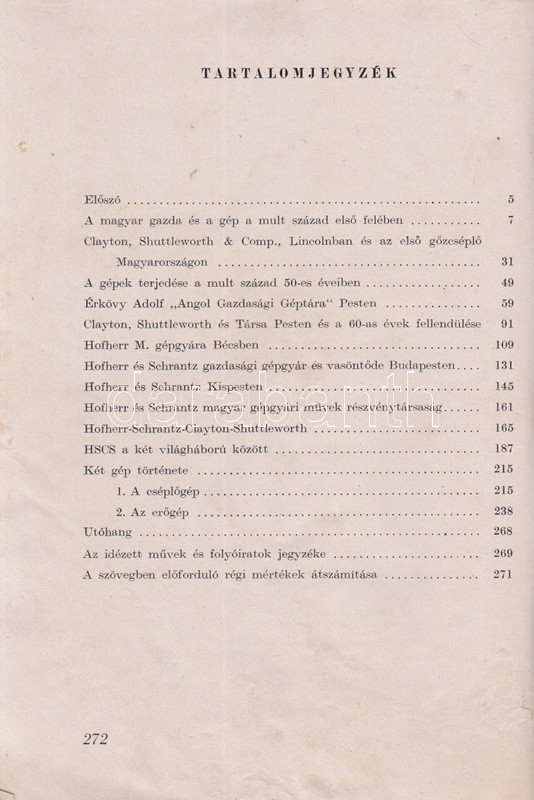 TARTALOMJEGYZÉK
Előszó ........................................................ 5
A magyar gazda és a gép a mult század első felében ........... 7
Clayton, Shuttleworth & Comp., Lincolnban és az első gőzcséplő
Magyarországon ........................................ 31
A gépek terjedése a mult század 50-es éveiben .................. 49
Érkövy Adolf „Angol Gazdasági Géptára" Pesten ............... 59
Clayton, Shuttleworth és Társa Pesten és a 60-as évek fellendülése 91
Hofherr M. gépgyára Bécsben ................................... 109
Hofherr és Schrantz gazdasági gépgyár és vasöntőde Budapesten.... 131
Hofherr és Schrantz Kispesten .................................. 145
Hofherr és Schrantz magyar gépgyári művek részvénytársaság...... 161
Hofherr-Schrantz-Clayton-Shuttleworth ........................... 165
HSCS a két világháború között .................................. 187
Két gép története .............................................. 215
1. A cséplőgép ............................................ 215
2. Az erőgép ............................................. 238
Utóhang ....................................................... 268
Az idézett művek és folyóiratok jegyzéke ....................... 269
A szövegben előforduló régi mértékek átszámítása ............... 271
darabanth
272